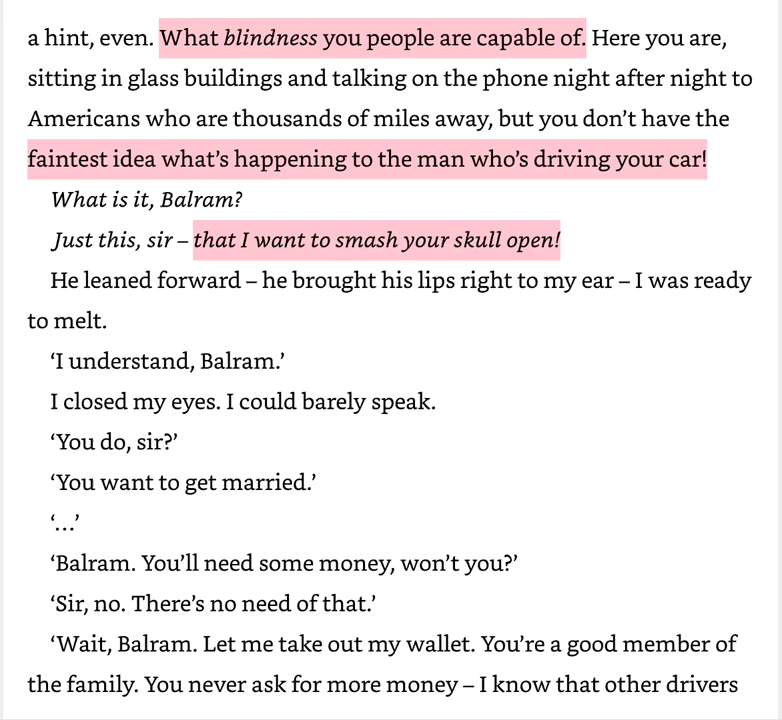 a hint, even. What blindness you people are capable of. Here you are,
sitting in glass buildings and talking on the phone night after night to
Americans who are thousands of miles away, but you don’t have the
faintest idea what’s happening to the man who’s driving your car!
What is it, Balram?
Just this, sir – that I want to smash your skull open!
He leaned forward – he brought his lips right to my ear – I was ready
to melt.
‘I understand, Balram.’
I closed my eyes. I could barely speak.
‘You do, sir?’
‘You want to get married.’
‘…’
‘Balram. You’ll need some money, won’t you?’
‘Sir, no. There’s no need of that.’
‘Wait, Balram. Let me take out my wallet. You’re a good member of
the family. You never ask for more money – I know that other drivers